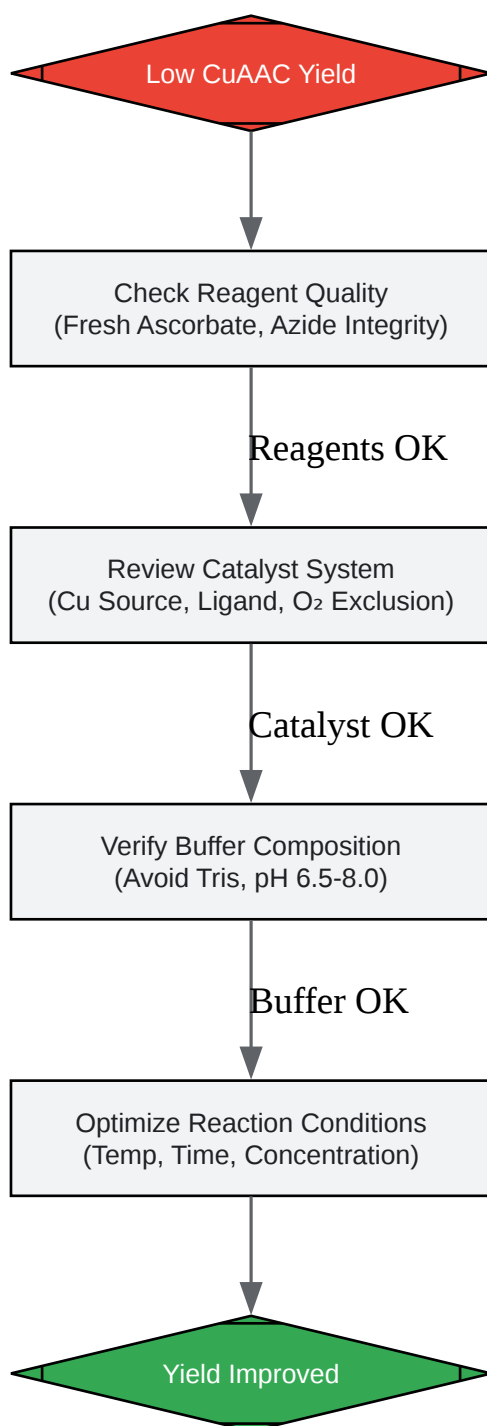 Low CuAAC Yield
Check Reagent Quality
(Fresh Ascorbate, Azide Integrity)
Reagents OK
Review Catalyst System
(Cu Source, Ligand, O₂ Exclusion)
Catalyst OK
Verify Buffer Composition
(Avoid Tris, pH 6.5-8.0)
Buffer OK
Optimize Reaction Conditions
(Temp, Time, Concentration)
Yield Improved